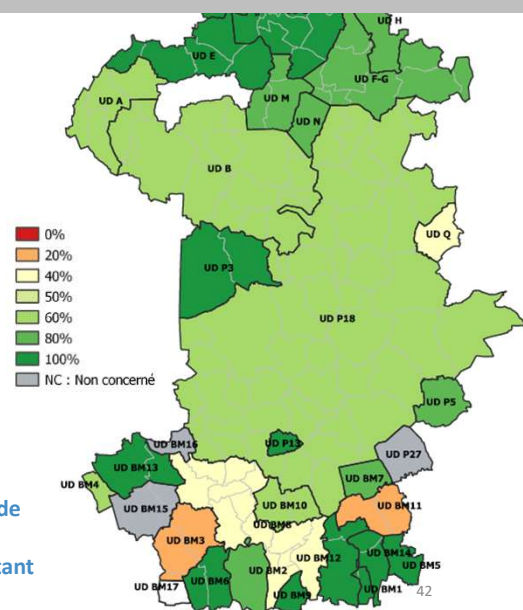 UD H
UD E
UD F-G
UD A
UD M
UD N
UD B
UD Q
0%
20%
40%
50%
60%
80%
100%
NC : Non concerné
UD P3
UD P18
UD P5
UD P13
UD BM16
UD P27
UD BM13
UD BM4
UD BM7
UD BM15
UD BM10
UD BM11
de
UD BM8
UD BM3
UD BM12
UD BM14
tant
UD BM2
UD BM5
UD BM17
UD BM6
UD BM9
UD BM1
42